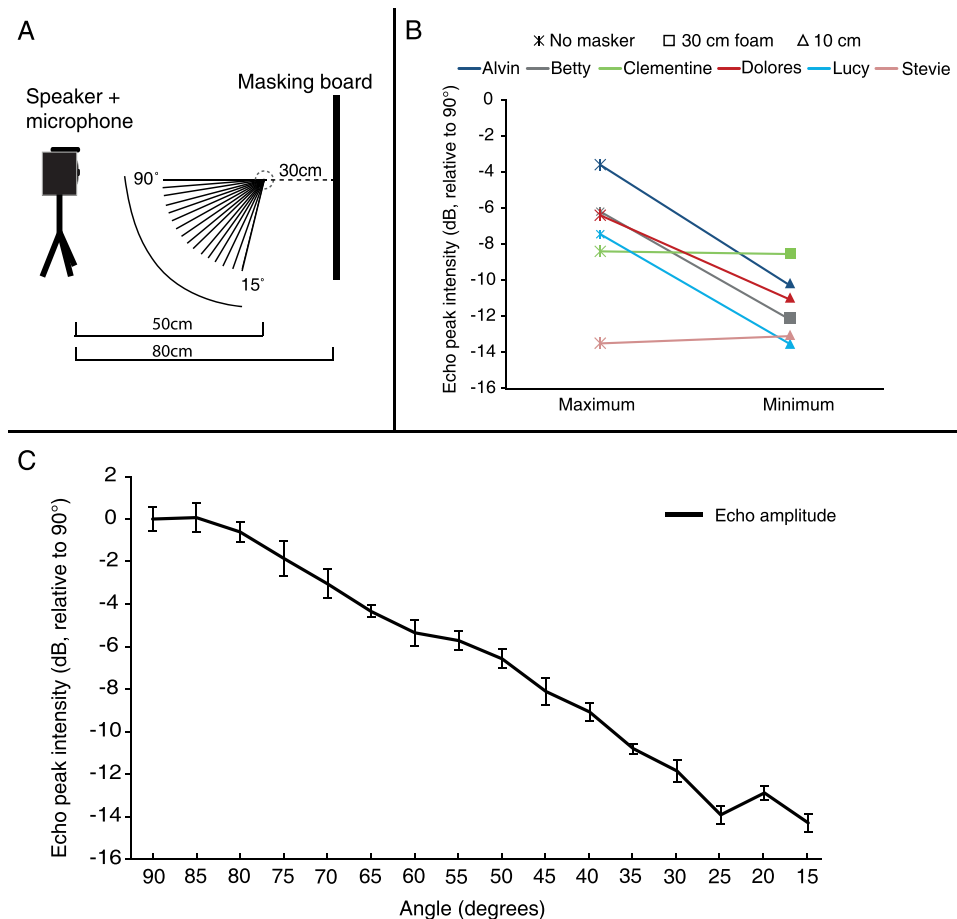 A
Speaker +
microphone
Masking board
90°
30cm
15°
50cm
80cm
B
No masker 30 cm foam 10 cm
Alvin Betty Clementine Dolores Lucy Stevie
Echo peak intensity (dB, relative to 90°)
0
-2
-4
-6
-8
-10
-12
-14
-16
Maximum Minimum
C
Echo peak intensity (dB, relative to 90°)
2
0
-2
-4
-6
-8
-10
-12
-14
-16
Echo amplitude
90 85 80 75 70 65 60 55 50 45 40 35 30 25 20 15
Angle (degrees)